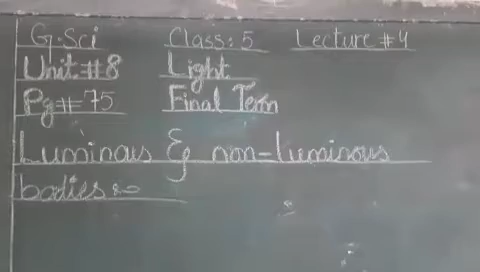 G.Sci Class: 5 Lecture # 4
Unit # 8 Light
Pg # 75 Final Term
Luminous & non-luminous
bodies:~